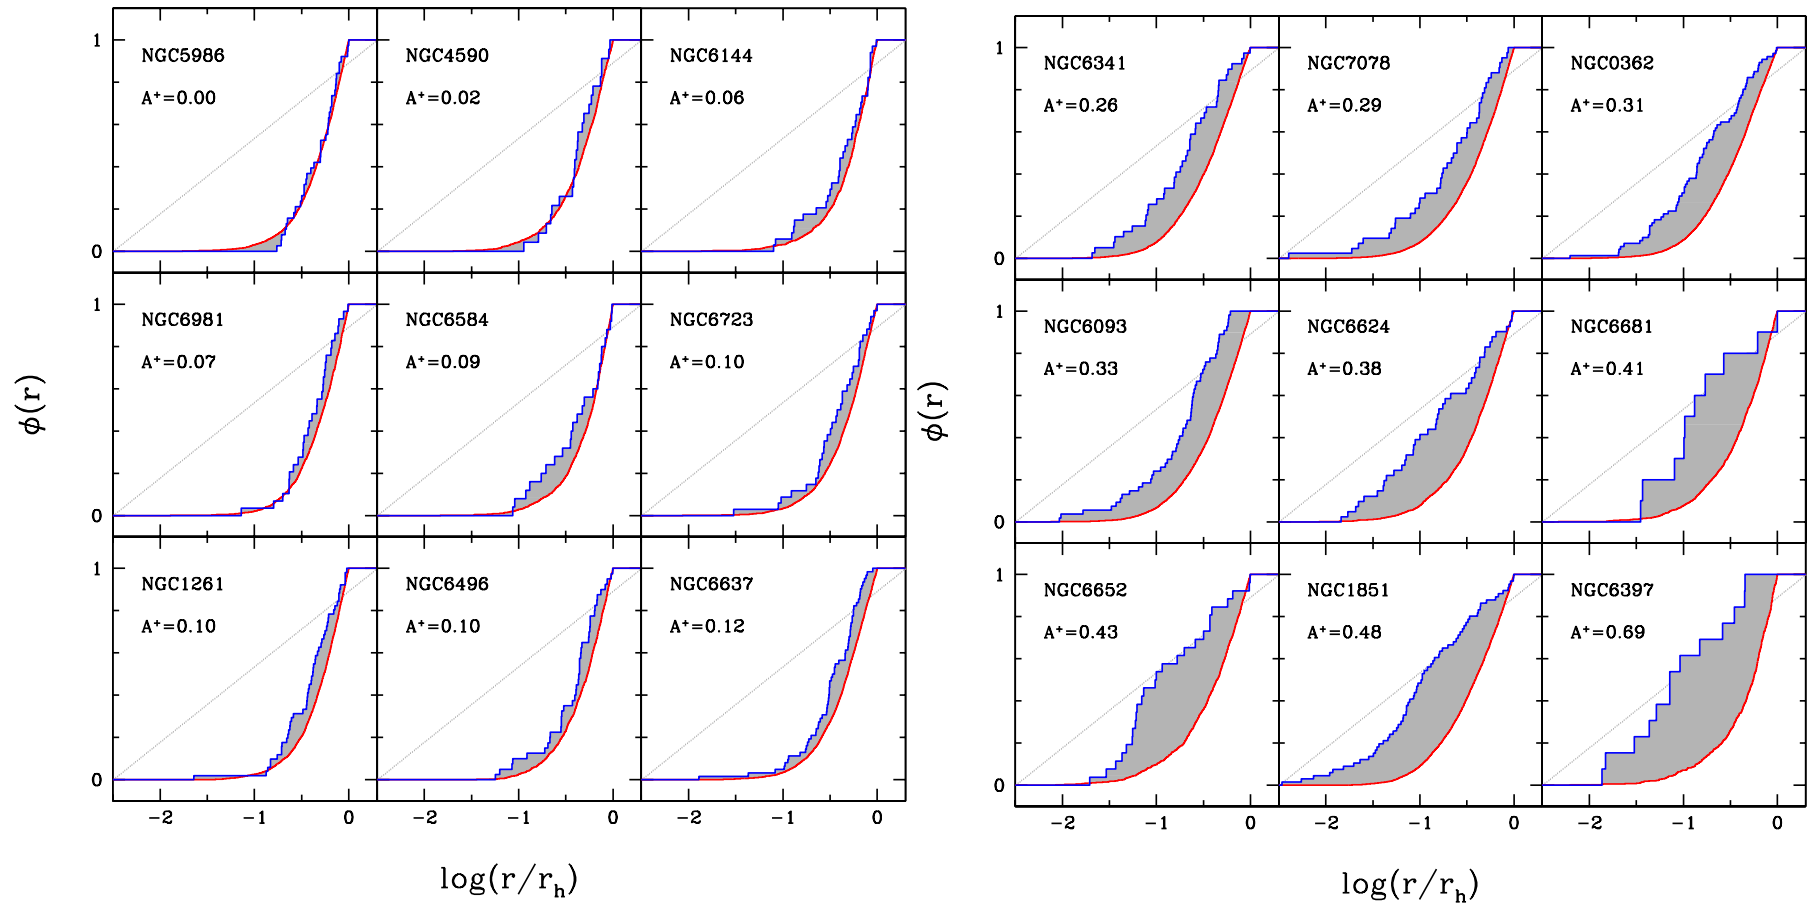 1
NGC5986
A⁺=0.00
NGC4590
A⁺=0.02
NGC6144
A⁺=0.06
0
1
NGC6981
A⁺=0.07
NGC6584
A⁺=0.09
NGC6723
A⁺=0.10
0
1
NGC1261
A⁺=0.10
NGC6496
A⁺=0.10
NGC6637
A⁺=0.12
0
−2 −1 0 −2 −1 0 −2 −1 0
ϕ(r)
log(r/r_h)
1
NGC6341
A⁺=0.26
NGC7078
A⁺=0.29
NGC0362
A⁺=0.31
0
1
NGC6093
A⁺=0.33
NGC6624
A⁺=0.38
NGC6681
A⁺=0.41
0
1
NGC6652
A⁺=0.43
NGC1851
A⁺=0.48
NGC6397
A⁺=0.69
0
−2 −1 0 −2 −1 0 −2 −1 0
ϕ(r)
log(r/r_h)